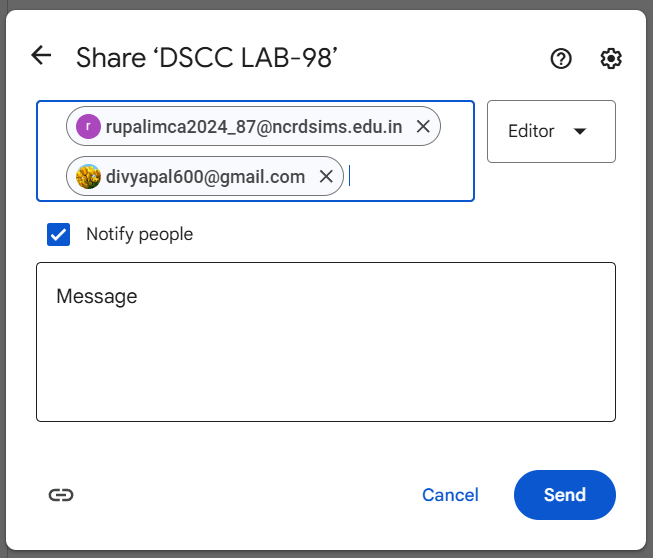 Share ‘DSCC LAB-98’
r rupalimca2024_87@ncrdsims.edu.in
Editor
divyapal600@gmail.com
Notify people
Message
Cancel Send